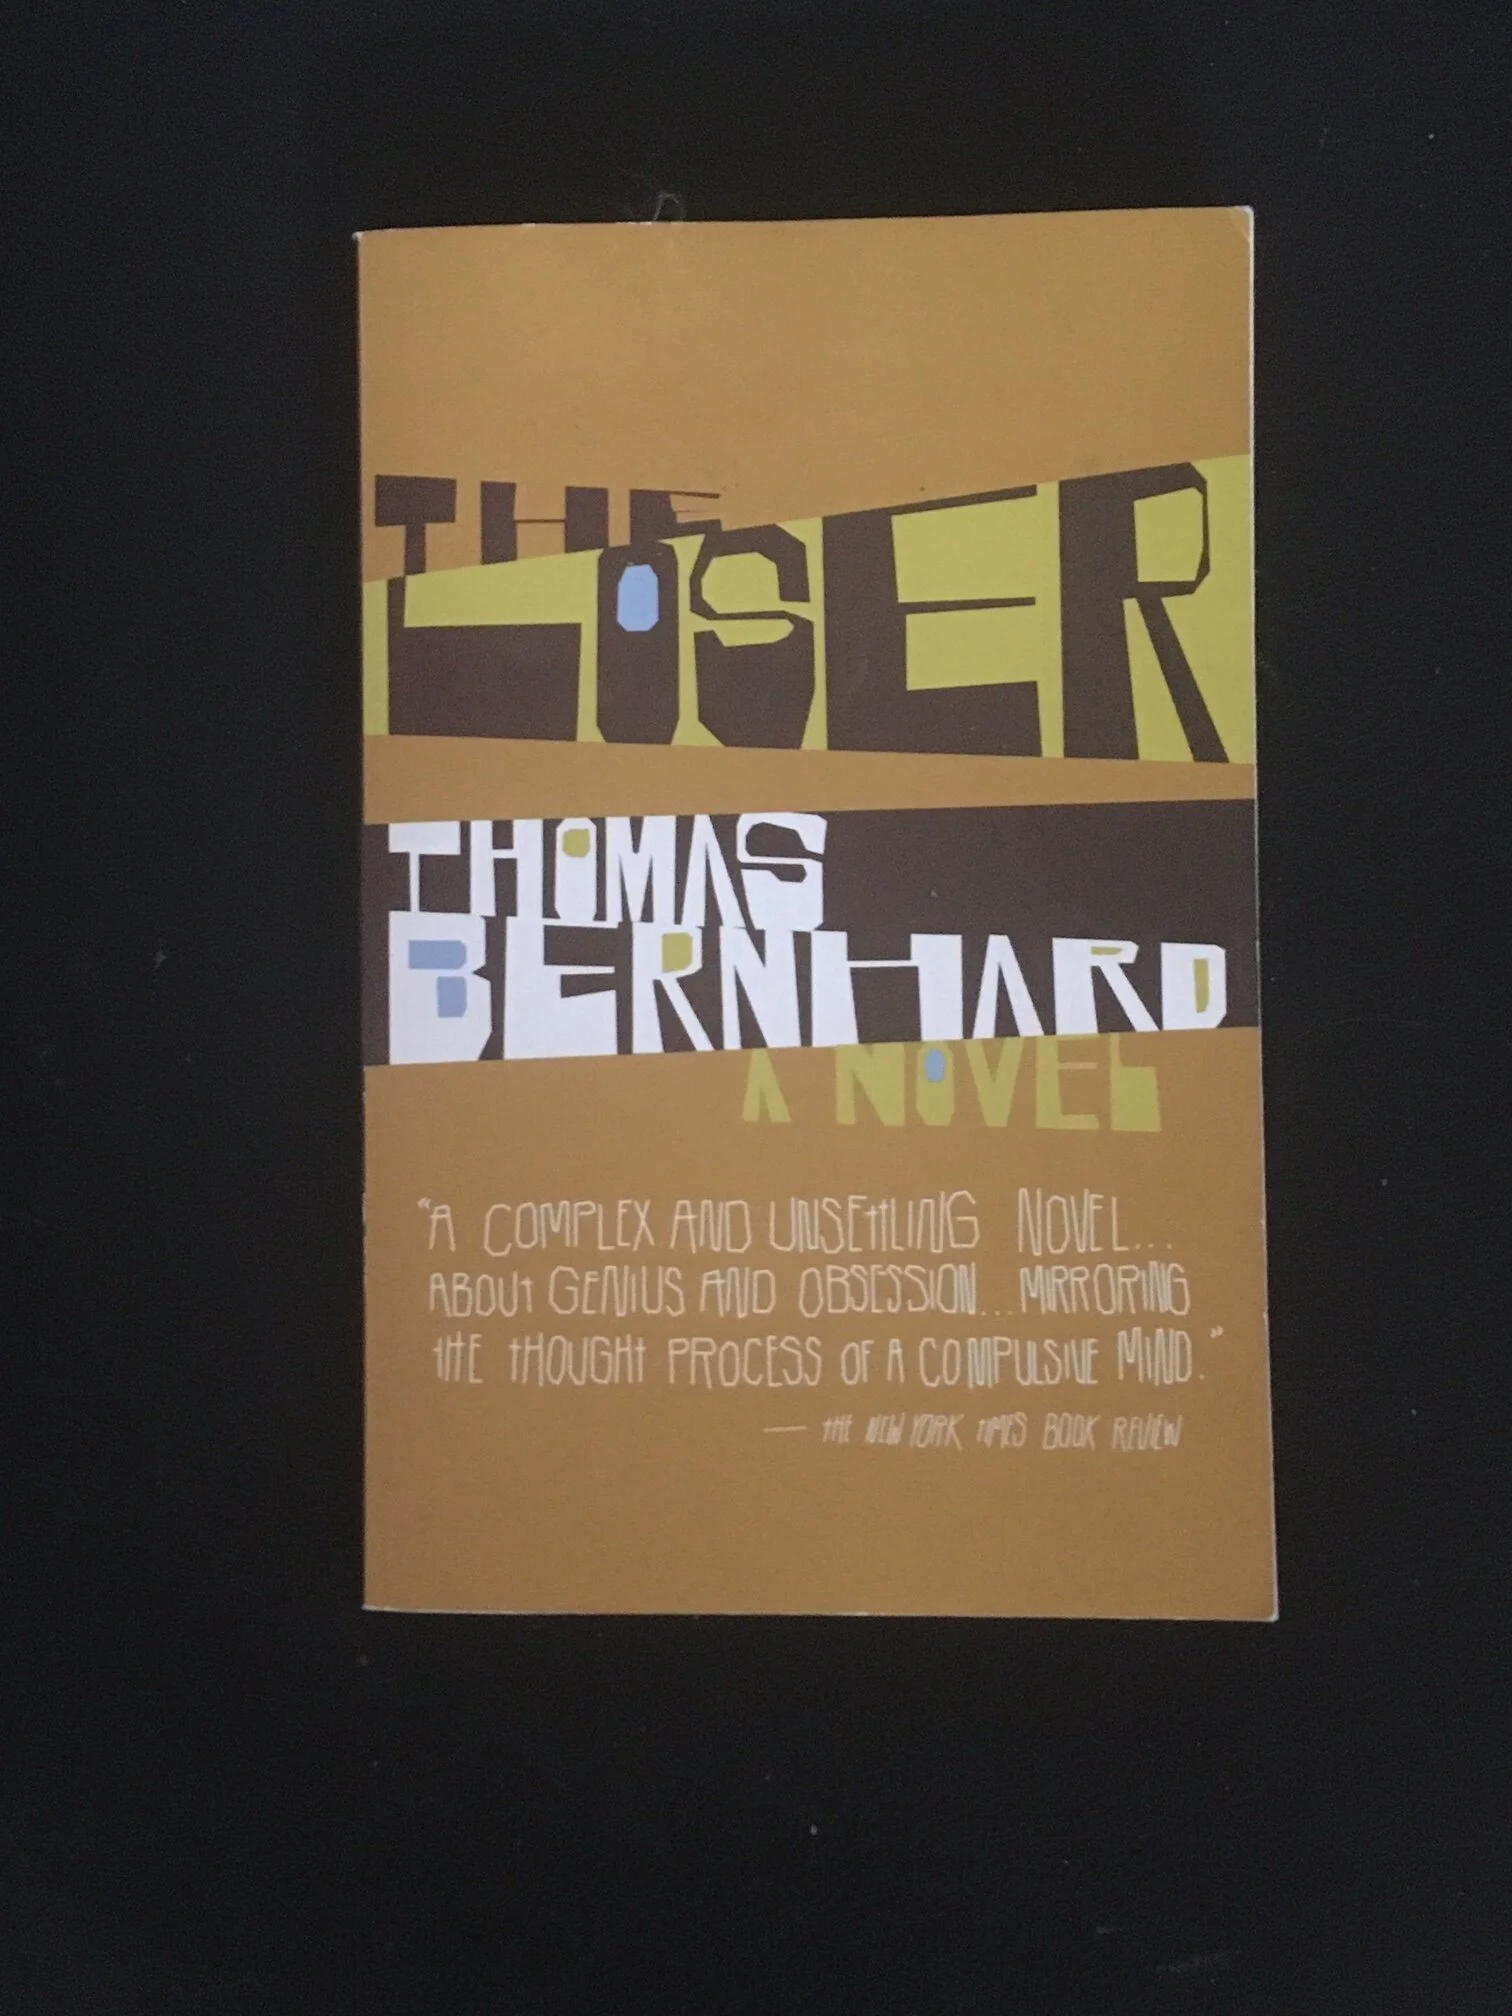 THE
LOSER
THOMAS
BERNHARD
A NOVEL
“A COMPLEX AND UNSETTLING NOVEL...
ABOUT GENIUS AND OBSESSION...MIRRORING
THE THOUGHT PROCESS OF A COMPULSIVE MIND.”
— THE NEW YORK TIMES BOOK REVIEW